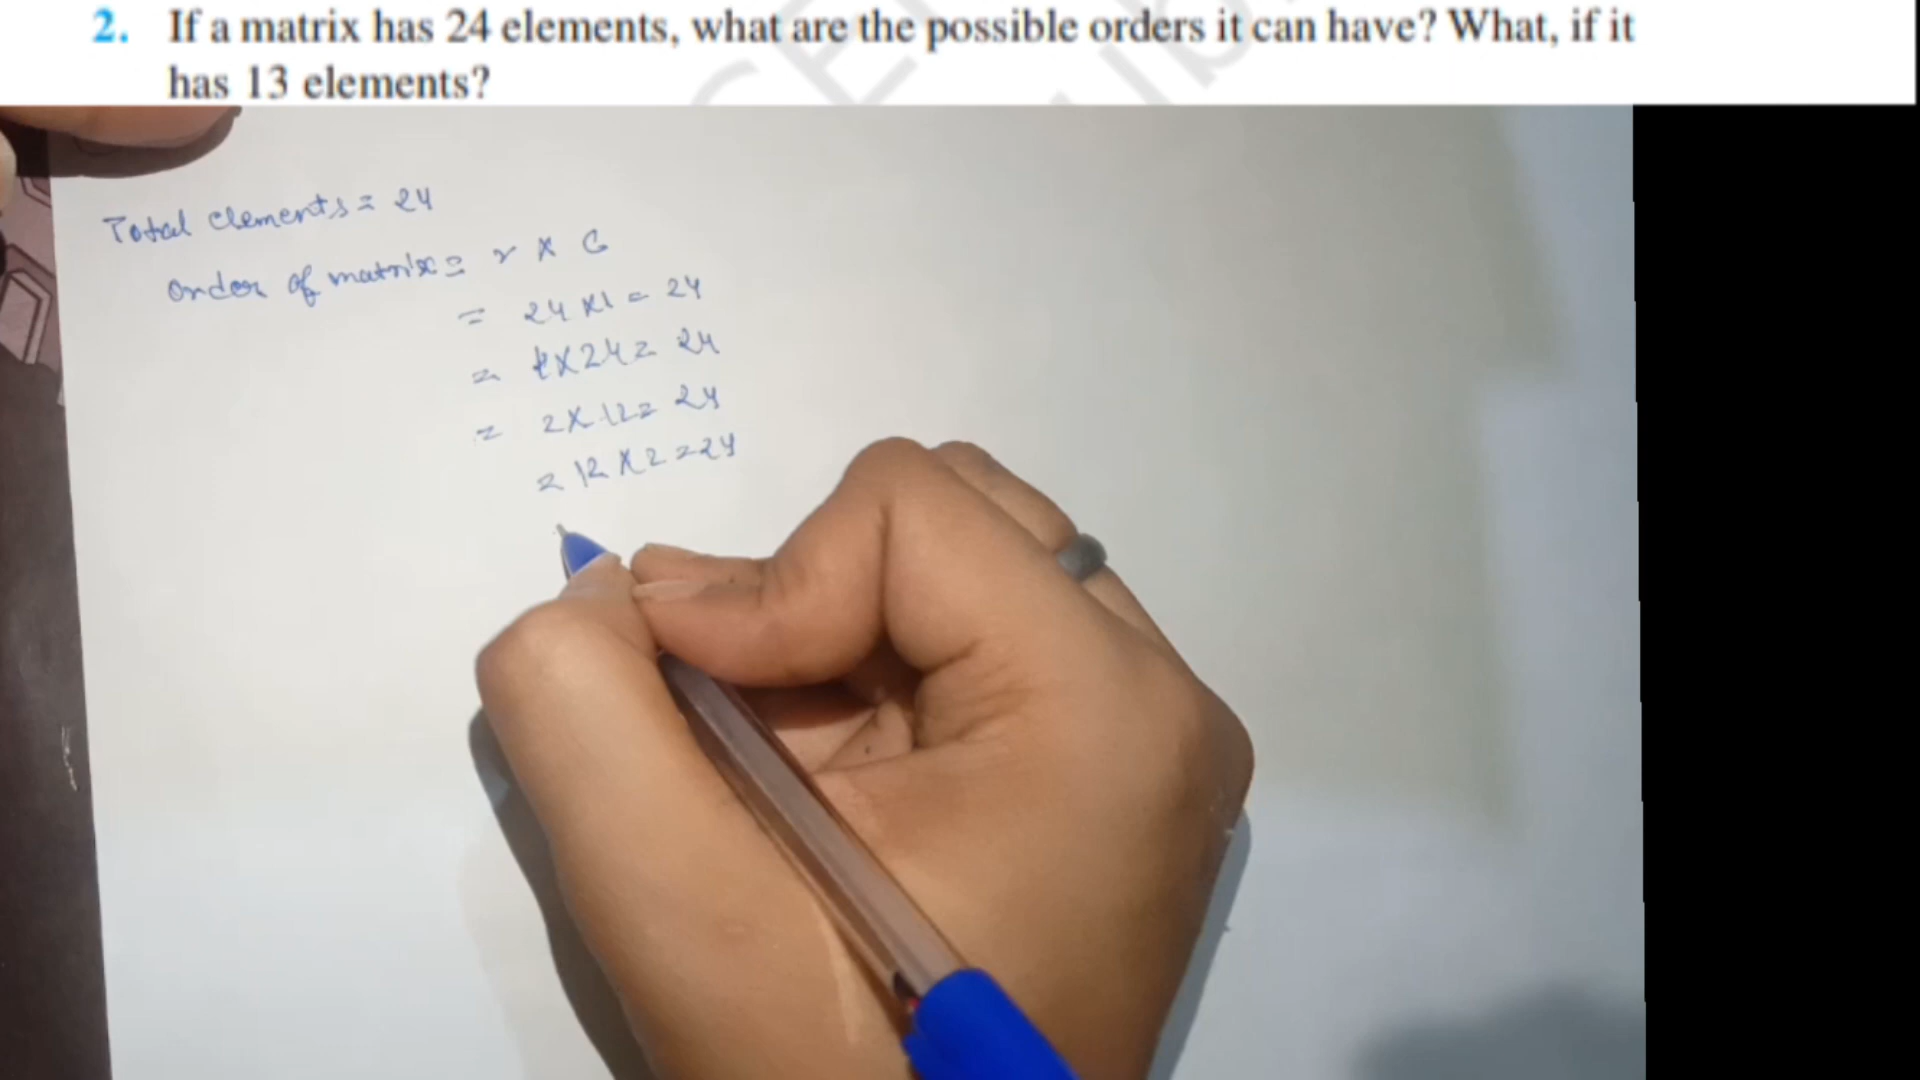 2. If a matrix has 24 elements, what are the possible orders it can have? What, if it
has 13 elements?
Total elements = 24
Order of matrix = r × C
= 24 × 1 = 24
= 1 × 24 = 24
= 2 × 12 = 24
= 12 × 2 = 24